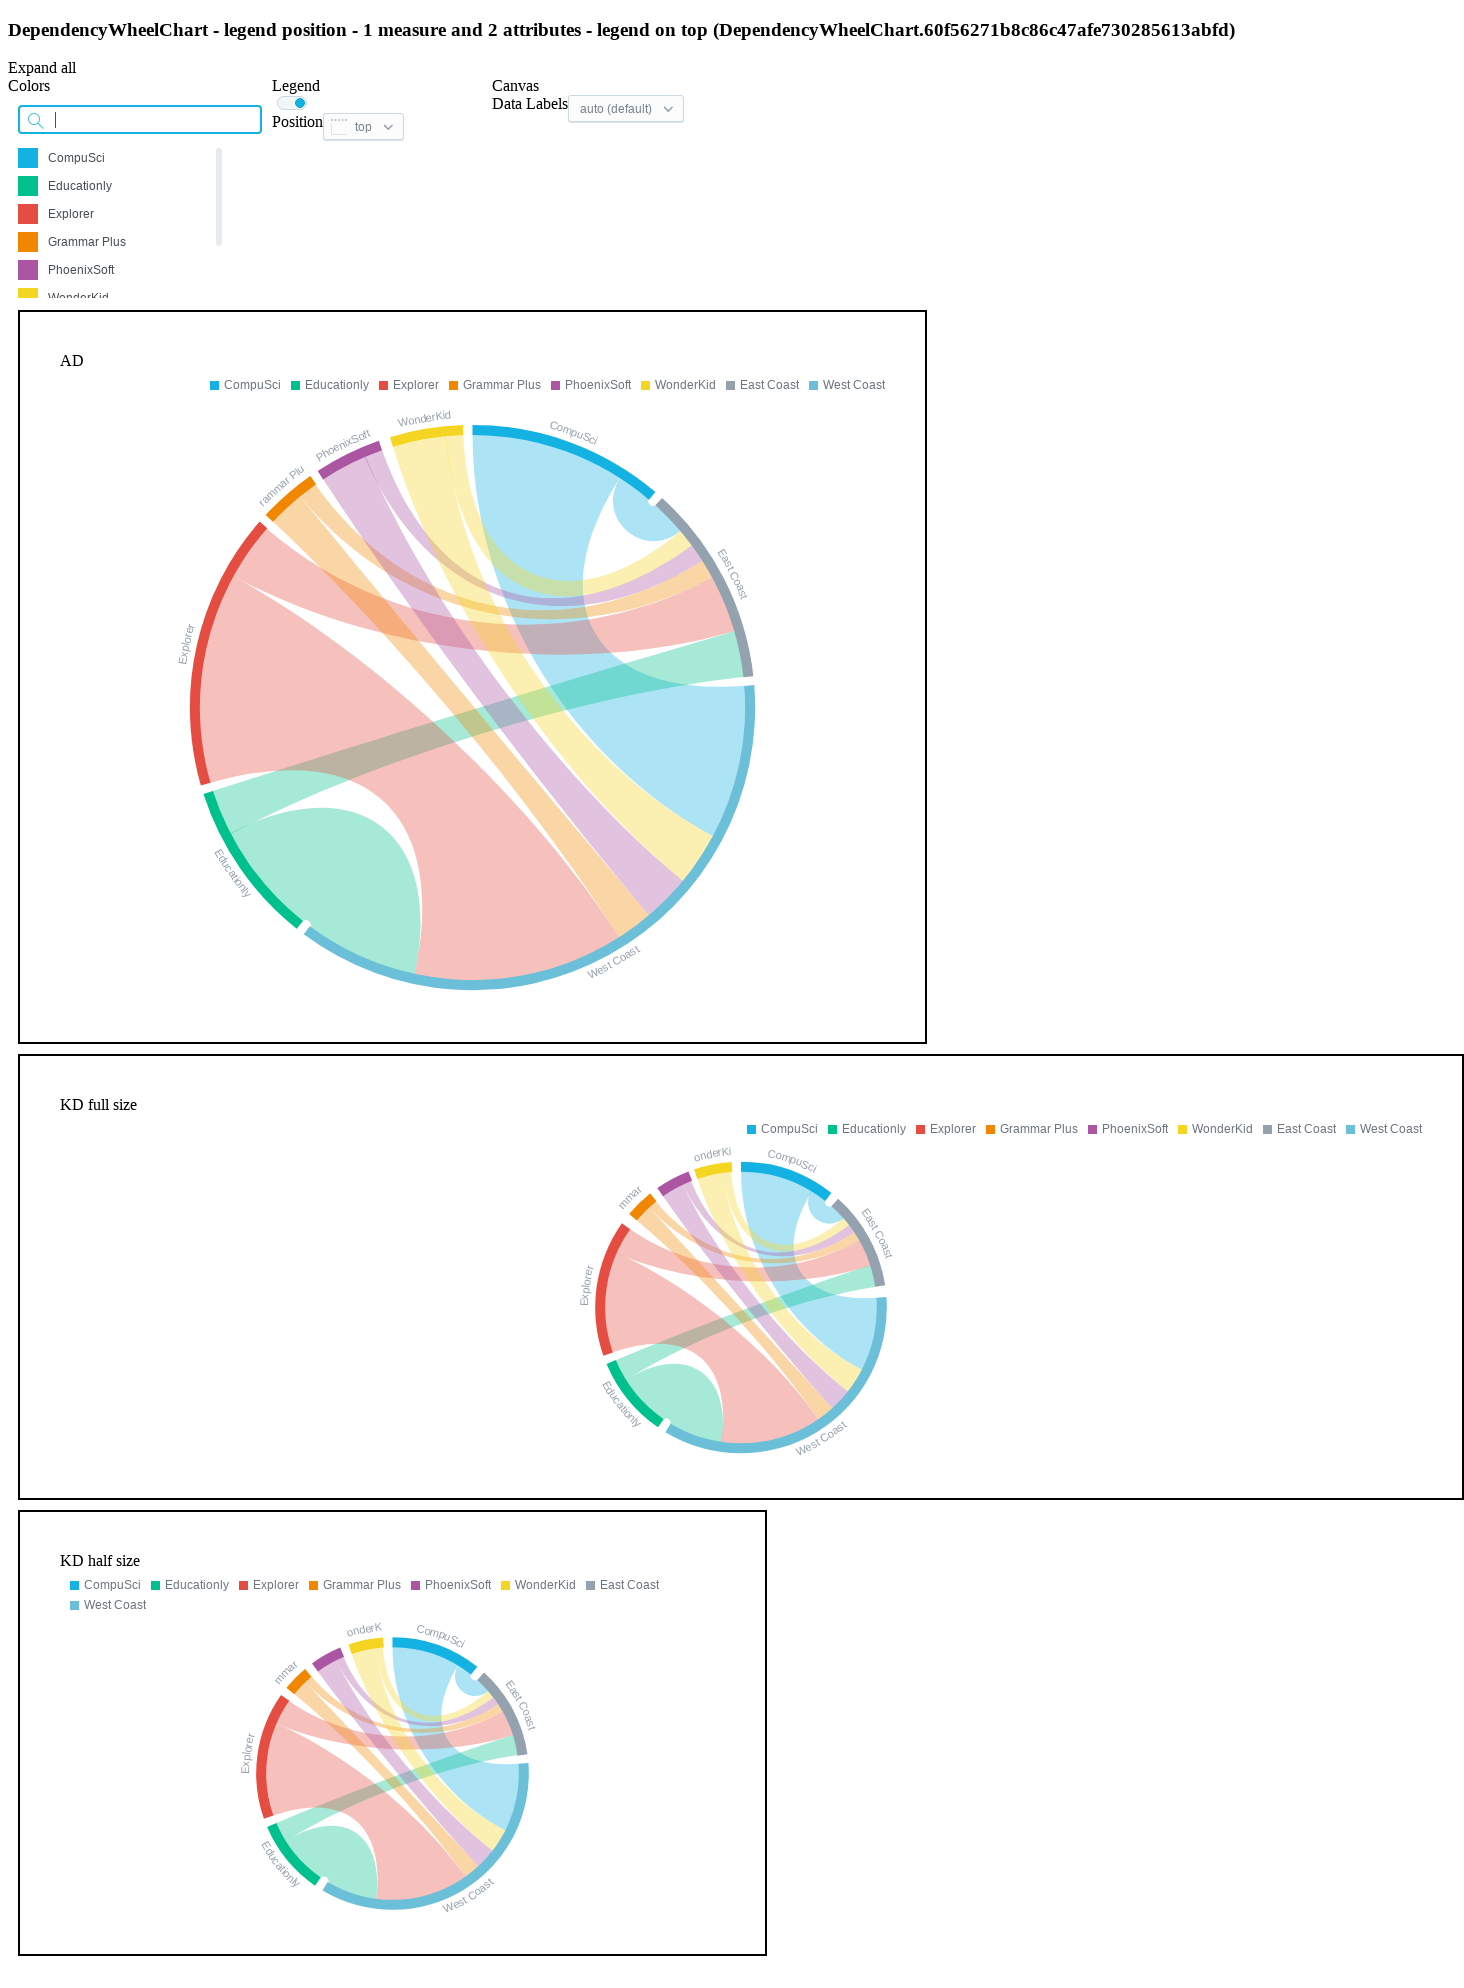 DependencyWheelChart - legend position - 1 measure and 2 attributes - legend on top (DependencyWheelChart.60f56271b8c86c47afe730285613abfd)
Expand all
Colors
Legend
Canvas
Data Labels auto (default)
Position top
CompuSci
Educationly
Explorer
Grammar Plus
PhoenixSoft
WonderKid
AD
CompuSci Educationly Explorer Grammar Plus PhoenixSoft WonderKid East Coast West Coast
WonderKid
CompuSci
PhoenixSoft
rammar Plu
East Coast
Explorer
Educationly
West Coast
KD full size
CompuSci Educationly Explorer Grammar Plus PhoenixSoft WonderKid East Coast West Coast
onderKi
CompuSci
mmar
East Coast
Explorer
Educationly
West Coast
KD half size
CompuSci Educationly Explorer Grammar Plus PhoenixSoft WonderKid East Coast
West Coast
onderK
CompuSci
mmar
East Coast
Explorer
Educationly
West Coast